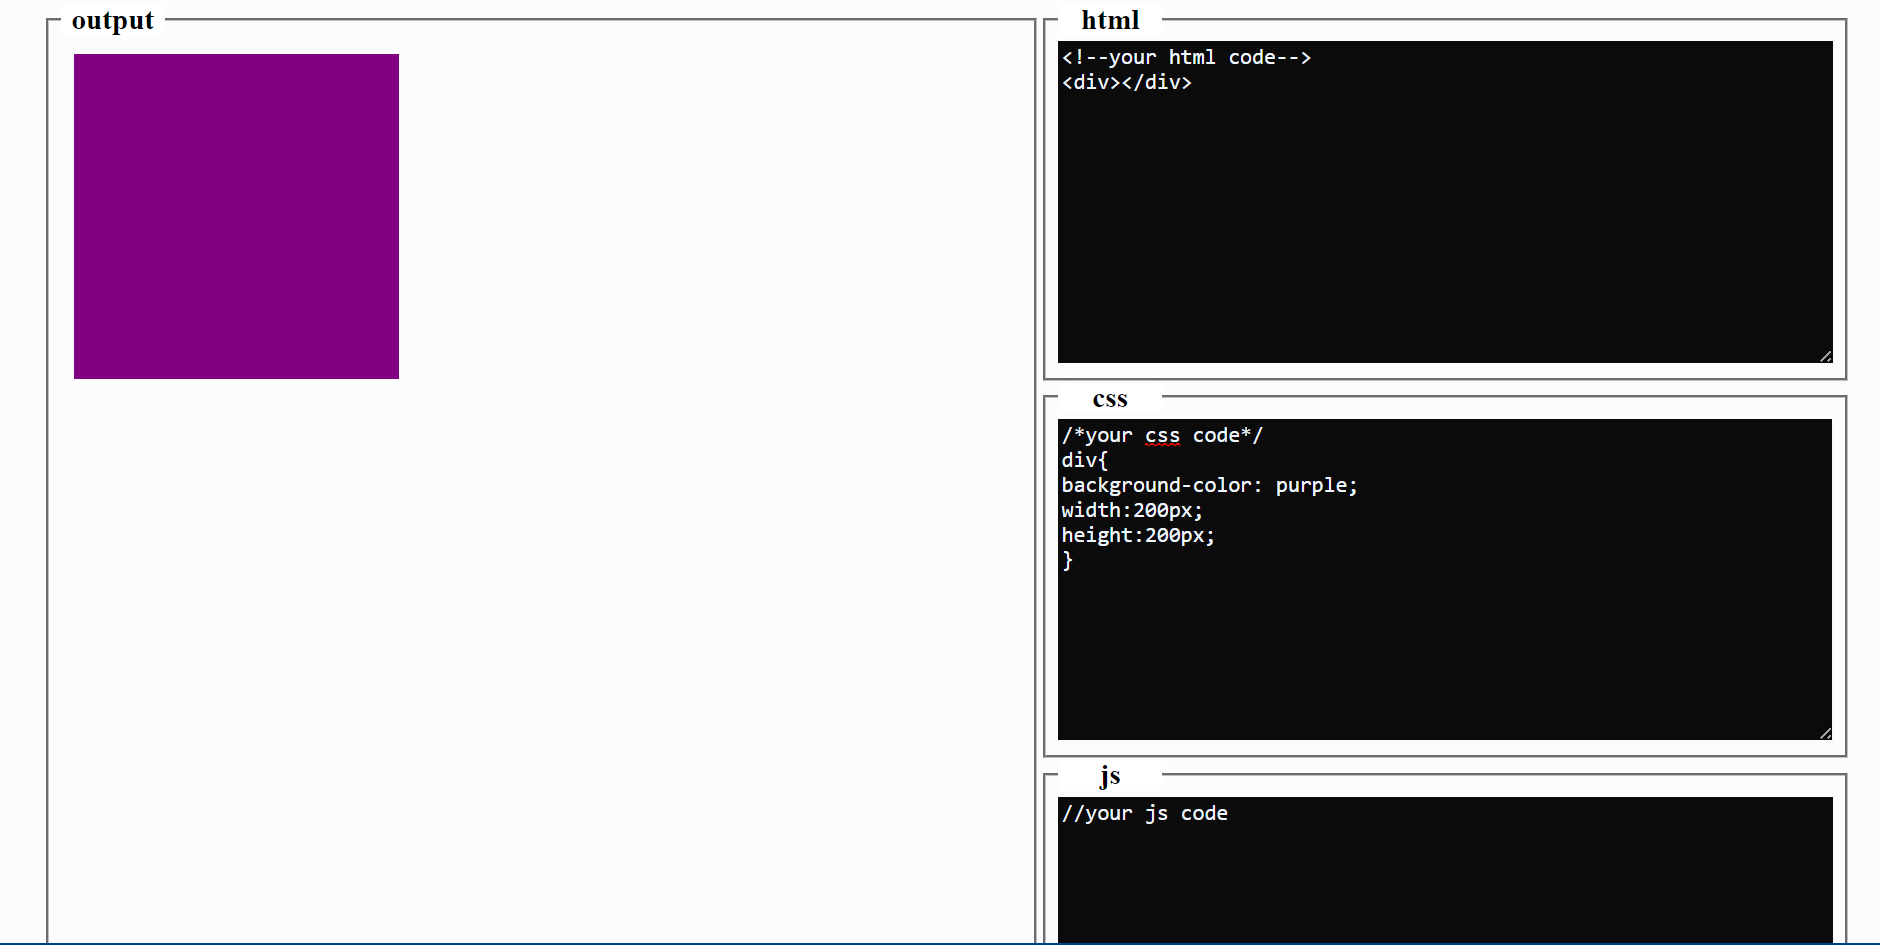 output
html
<!--your html code-->
<div></div>
css
/*your css code*/
div{
background-color: purple;
width:200px;
height:200px;
}
js
//your js code